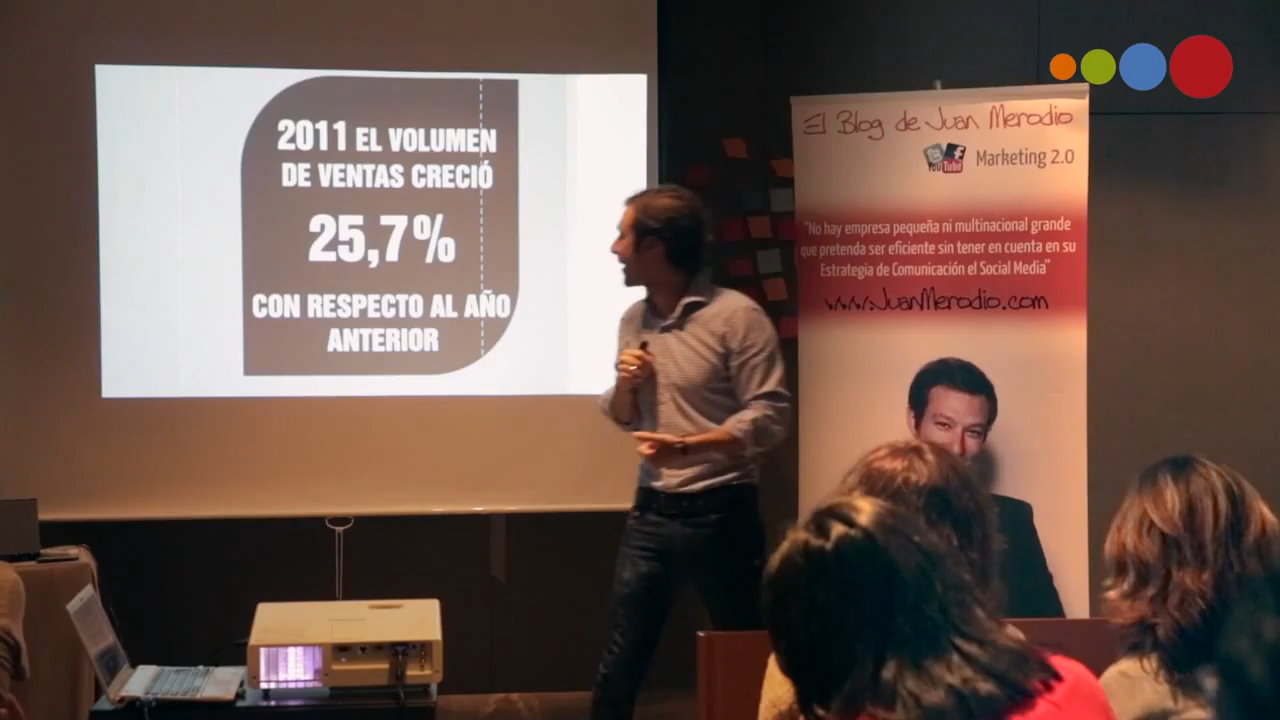 2011 EL VOLUMEN
DE VENTAS CRECIÓ
25,7%
CON RESPECTO AL AÑO
ANTERIOR
El Blog de Juan Merodio
YouTube
Marketing 2.0
"No hay empresa pequeña ni multinacional grande
que pretenda ser eficiente sin tener en cuenta en su
Estrategia de Comunicación el Social Media"
www.JuanMerodio.com